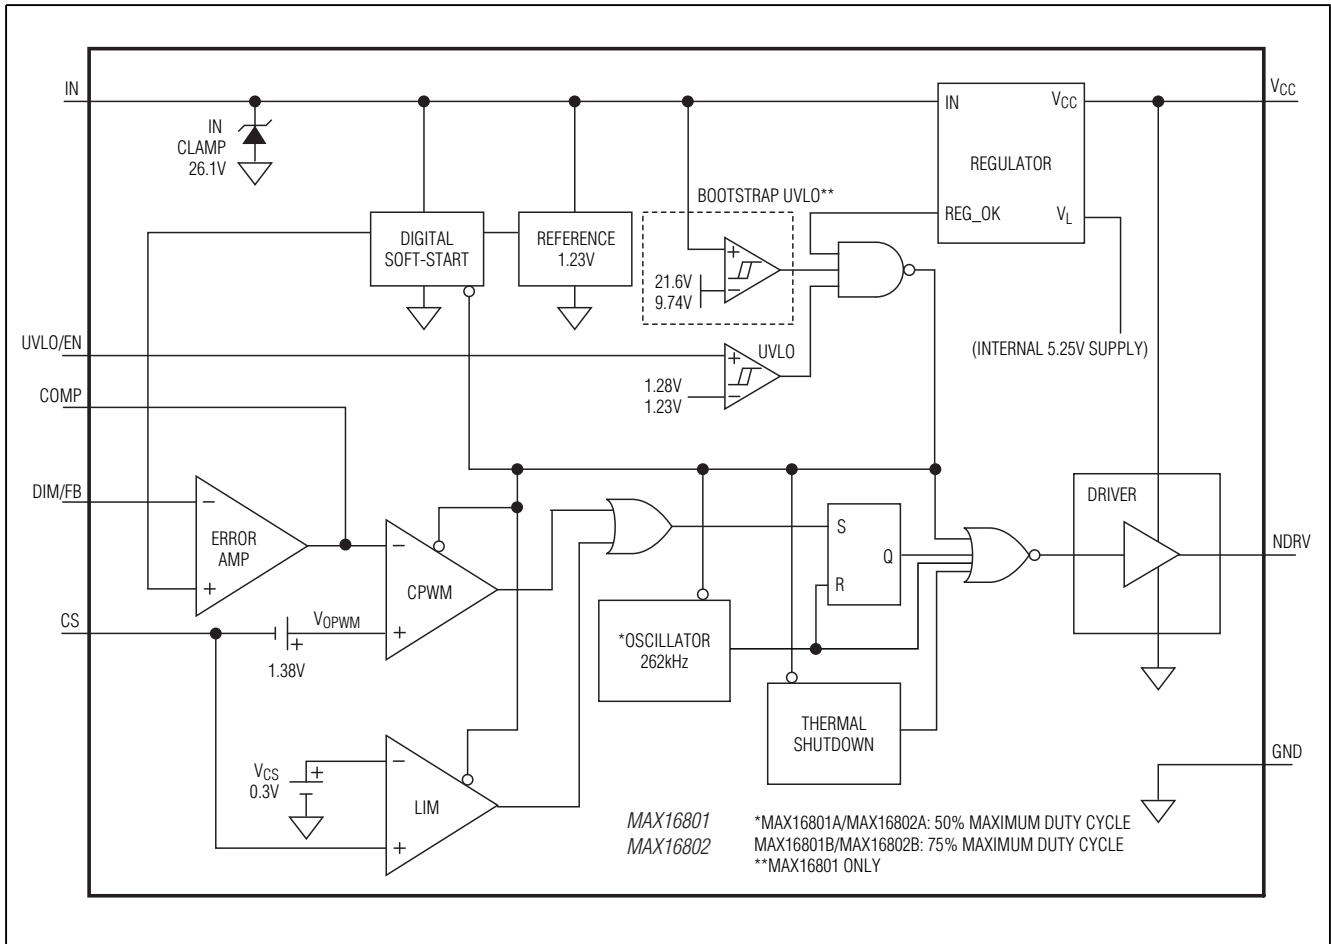 IN
IN
CLAMP
26.1V
DIGITAL
SOFT-START
REFERENCE
1.23V
BOOTSTRAP UVLO**
+
−
21.6V
9.74V
IN
VCC
REGULATOR
REG_OK
VL
VCC
(INTERNAL 5.25V SUPPLY)
UVLO/EN
+
−
UVLO
1.28V
1.23V
COMP
DIM/FB
−
ERROR
AMP
+
CS
−
CPWM
+
VOPWM
+
1.38V
VCS
0.3V
+
−
LIM
+
*OSCILLATOR
262kHz
S
Q
R
THERMAL
SHUTDOWN
DRIVER
NDRV
GND
MAX16801
MAX16802
*MAX16801A/MAX16802A: 50% MAXIMUM DUTY CYCLE
MAX16801B/MAX16802B: 75% MAXIMUM DUTY CYCLE
**MAX16801 ONLY